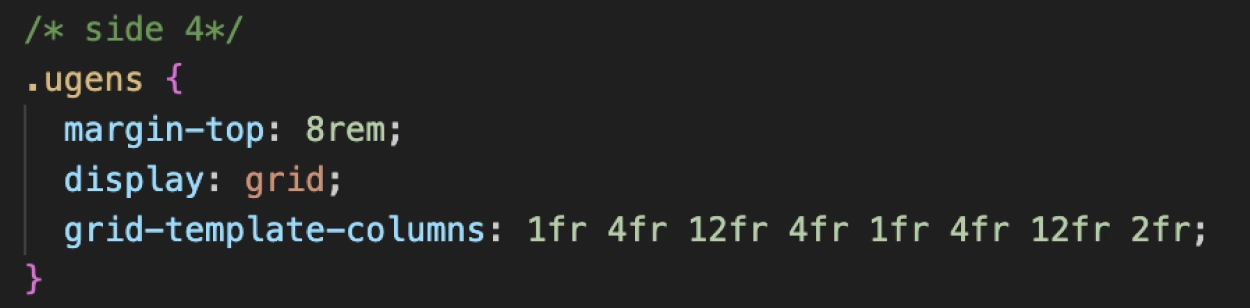 /* side 4*/
.ugens {
margin-top: 8rem;
display: grid;
grid-template-columns: 1fr 4fr 12fr 4fr 1fr 4fr 12fr 2fr;
}